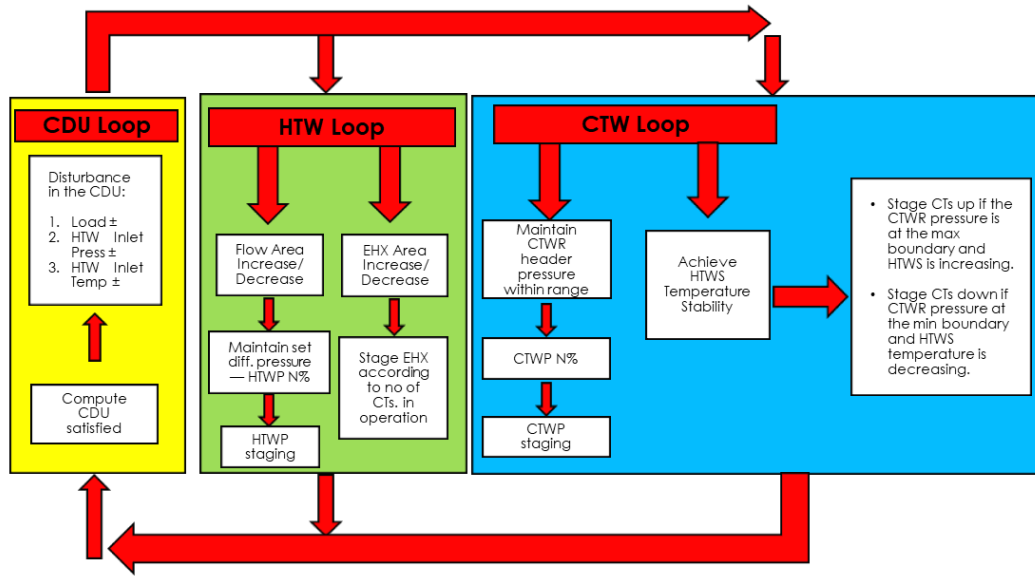 CDU Loop
Disturbance
in the CDU:
1. Load ±
2. HTW Inlet
Press ±
3. HTW Inlet
Temp ±
Compute
CDU
satisfied
HTW Loop
Flow Area
Increase/
Decrease
Maintain set
diff. pressure
— HTWP N%
HTWP
staging
EHX Area
Increase/
Decrease
Stage EHX
according to
no of
CTs. in
operation
CTW Loop
Maintain
CTWR
header
pressure
within range
CTWP N%
CTWP
staging
Achieve
HTWS
Temperature
Stability
• Stage CTs up if the
CTWR pressure is
at the max
boundary and
HTWS is increasing.
• Stage CTs down if
CTWR pressure at
the min boundary
and HTWS
temperature is
decreasing.